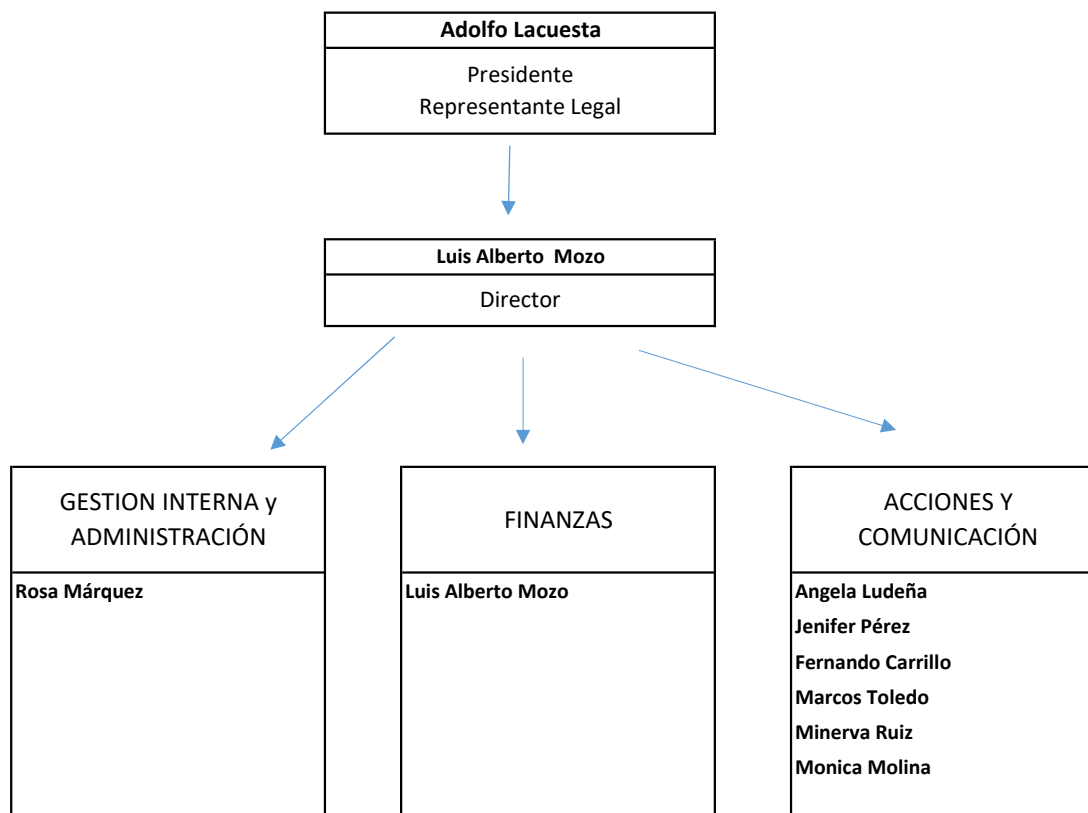 Adolfo Lacuesta
Presidente
Representante Legal
Luis Alberto  Mozo
Director
GESTION INTERNA y
ADMINISTRACIÓN
Rosa Márquez
FINANZAS
Luis Alberto Mozo
ACCIONES Y
COMUNICACIÓN
Angela Ludeña
Jenifer Pérez
Fernando Carrillo
Marcos Toledo
Minerva Ruiz
Monica Molina